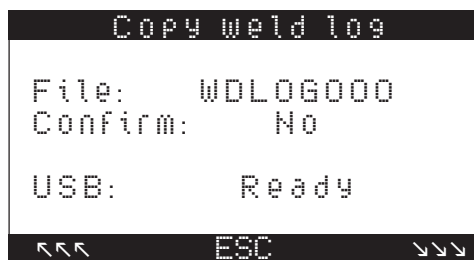 Copy weld log
File: WDLOG000
Confirm: No
USB: Ready
↖↖↖ ESC ↘↘↘